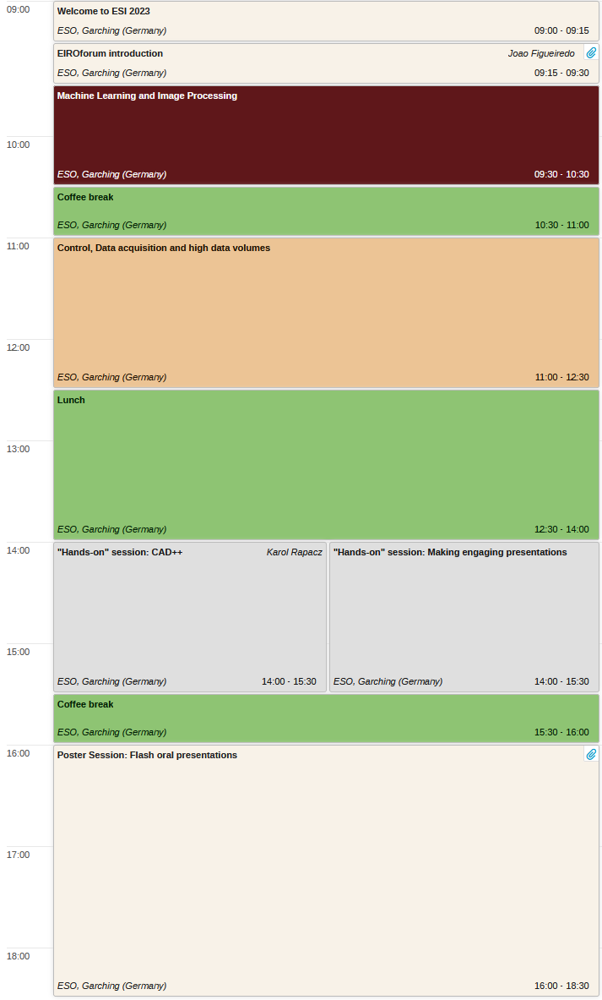 09:00
Welcome to ESI 2023
ESO, Garching (Germany) 09:00 - 09:15
EIROforum introduction Joao Figueiredo
ESO, Garching (Germany) 09:15 - 09:30
Machine Learning and Image Processing
10:00
ESO, Garching (Germany) 09:30 - 10:30
Coffee break
ESO, Garching (Germany) 10:30 - 11:00
11:00
Control, Data acquisition and high data volumes
12:00
ESO, Garching (Germany) 11:00 - 12:30
Lunch
13:00
ESO, Garching (Germany) 12:30 - 14:00
14:00
"Hands-on" session: CAD++ Karol Rapacz
"Hands-on" session: Making engaging presentations
15:00
ESO, Garching (Germany) 14:00 - 15:30
ESO, Garching (Germany) 14:00 - 15:30
Coffee break
ESO, Garching (Germany) 15:30 - 16:00
16:00
Poster Session: Flash oral presentations
17:00
18:00
ESO, Garching (Germany) 16:00 - 18:30